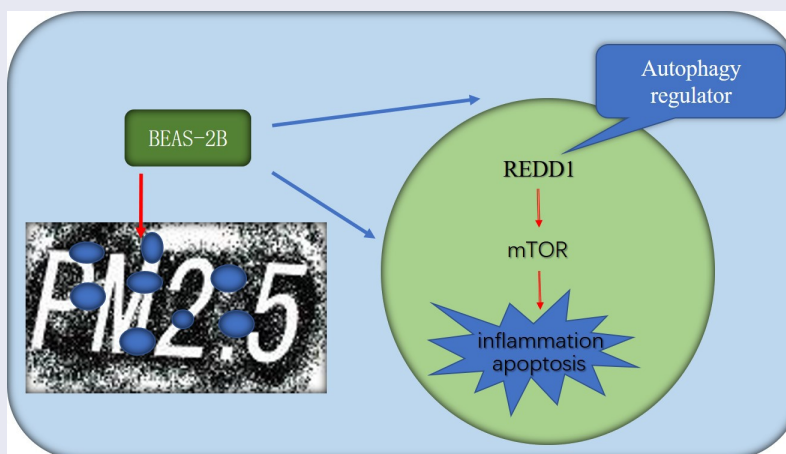 Autophagy
regulator
BEAS-2B
REDD1
mTOR
PM2.5
inflammation
apoptosis